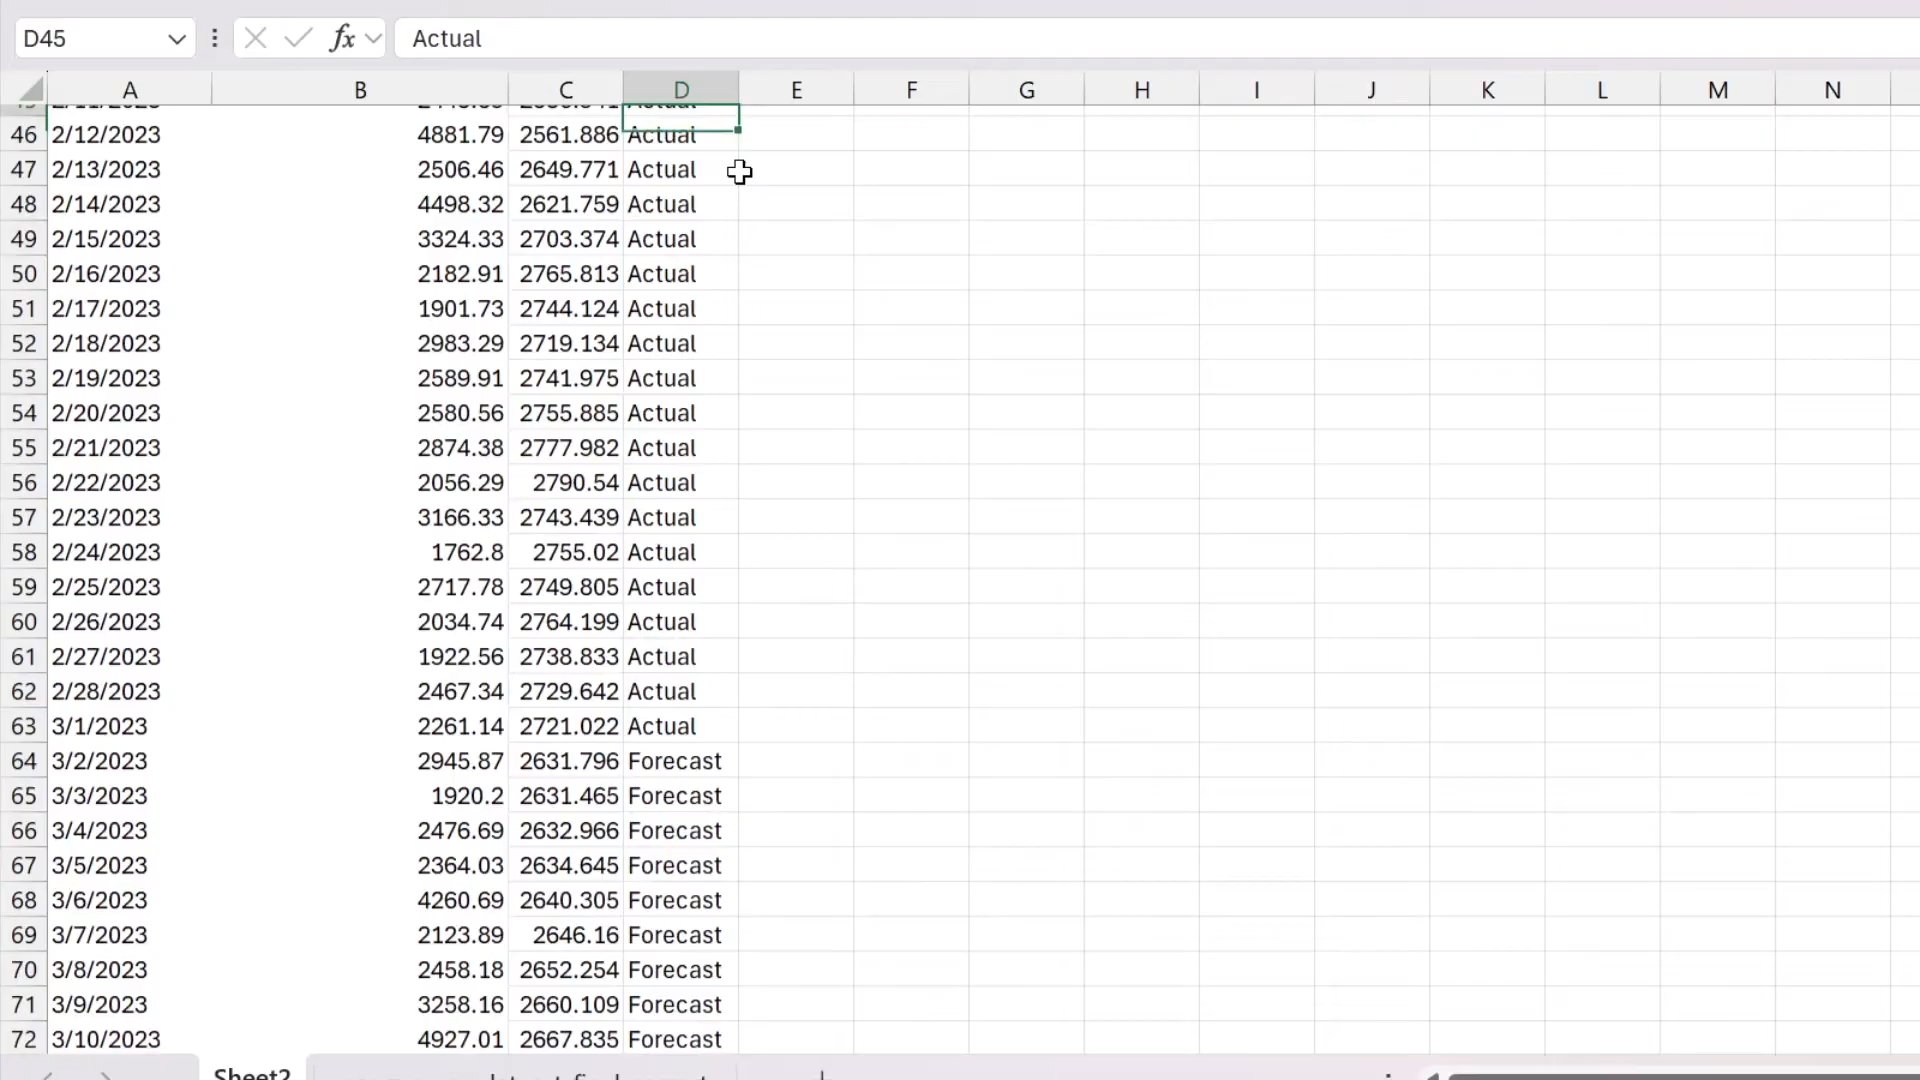 D45 fx Actual
A B C D E F G H I J K L M N
46 2/12/2023 4881.79 2561.886 Actual
47 2/13/2023 2506.46 2649.771 Actual
48 2/14/2023 4498.32 2621.759 Actual
49 2/15/2023 3324.33 2703.374 Actual
50 2/16/2023 2182.91 2765.813 Actual
51 2/17/2023 1901.73 2744.124 Actual
52 2/18/2023 2983.29 2719.134 Actual
53 2/19/2023 2589.91 2741.975 Actual
54 2/20/2023 2580.56 2755.885 Actual
55 2/21/2023 2874.38 2777.982 Actual
56 2/22/2023 2056.29 2790.54 Actual
57 2/23/2023 3166.33 2743.439 Actual
58 2/24/2023 1762.8 2755.02 Actual
59 2/25/2023 2717.78 2749.805 Actual
60 2/26/2023 2034.74 2764.199 Actual
61 2/27/2023 1922.56 2738.833 Actual
62 2/28/2023 2467.34 2729.642 Actual
63 3/1/2023 2261.14 2721.022 Actual
64 3/2/2023 2945.87 2631.796 Forecast
65 3/3/2023 1920.2 2631.465 Forecast
66 3/4/2023 2476.69 2632.966 Forecast
67 3/5/2023 2364.03 2634.645 Forecast
68 3/6/2023 4260.69 2640.305 Forecast
69 3/7/2023 2123.89 2646.16 Forecast
70 3/8/2023 2458.18 2652.254 Forecast
71 3/9/2023 3258.16 2660.109 Forecast
72 3/10/2023 4927.01 2667.835 Forecast
Sheet2